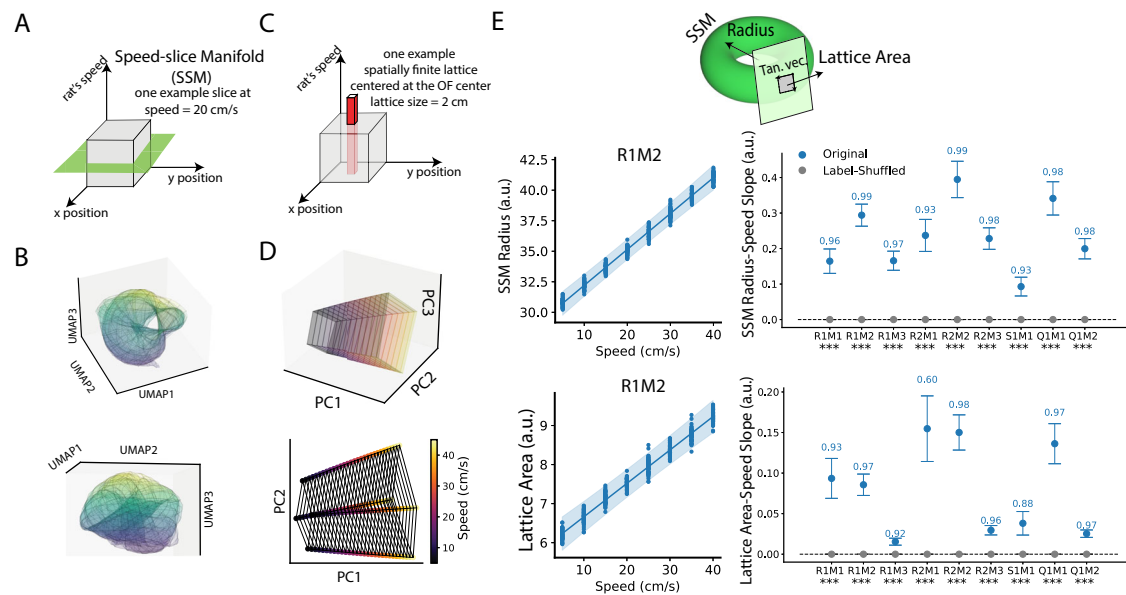 A
Speed-slice Manifold
(SSM)
one example slice at
speed = 20 cm/s
rat's speed
y position
x position
C
one example
spatially finite lattice
centered at the OF center
lattice size = 2 cm
rat's speed
y position
x position
B
UMAP3
UMAP2
UMAP1
UMAP1
UMAP2
UMAP3
D
PC3
PC2
PC1
PC2
PC1
40
30
20
10
Speed (cm/s)
E
SSM
Radius
Tan. vec.
Lattice Area
R1M2
SSM Radius (a.u.)
42.5
40.0
37.5
35.0
32.5
30.0
10
20
30
40
Speed (cm/s)
SSM Radius-Speed Slope (a.u.)
Original
Label-Shuffled
0.4
0.3
0.2
0.1
0.0
0.96
0.99
0.97
0.93
0.99
0.98
0.93
0.98
0.98
R1M1 R1M2 R1M3 R2M1 R2M2 R2M3 S1M1 Q1M1 Q1M2
*** *** *** *** *** *** *** *** ***
R1M2
Lattice Area (a.u.)
9
8
7
6
0
10
20
30
40
Speed (cm/s)
Lattice Area-Speed Slope (a.u.)
0.20
0.15
0.10
0.05
0.00
0.93
0.97
0.92
0.60
0.98
0.96
0.88
0.97
0.97
R1M1 R1M2 R1M3 R2M1 R2M2 R2M3 S1M1 Q1M1 Q1M2
*** *** *** *** *** *** *** *** ***